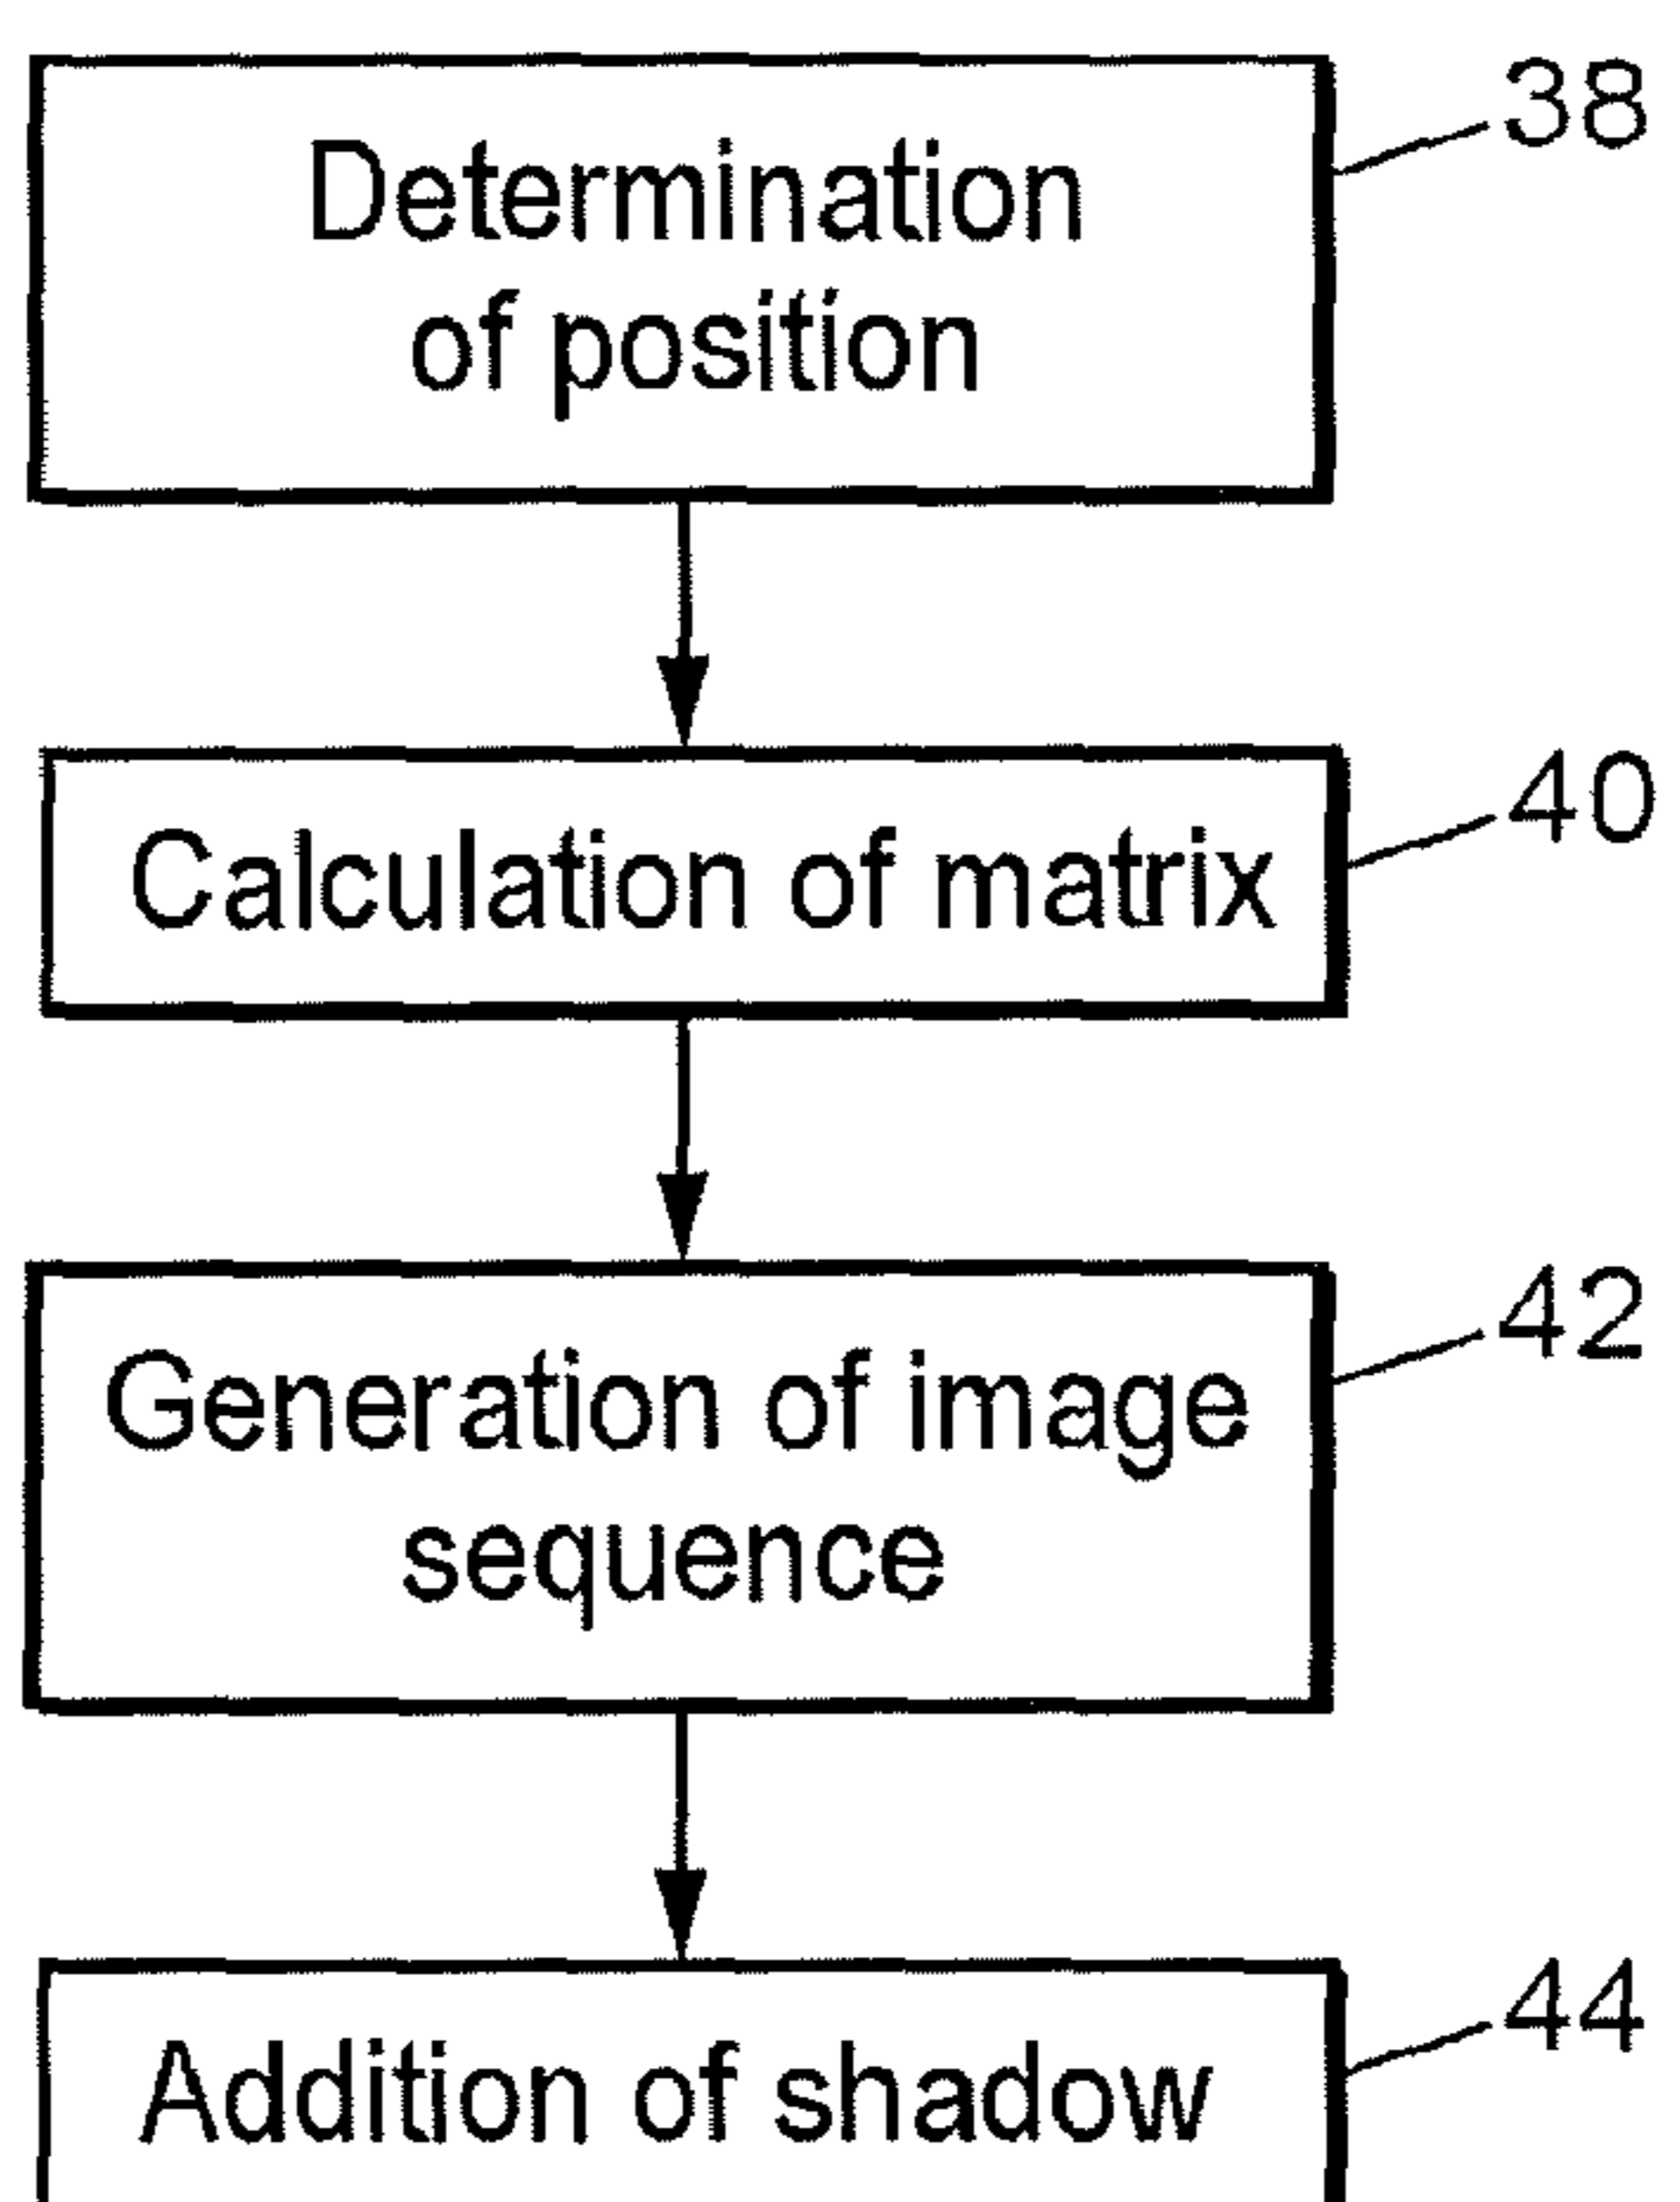 Determination
of position
38
Calculation of matrix
40
Generation of image
sequence
42
Addition of shadow
44